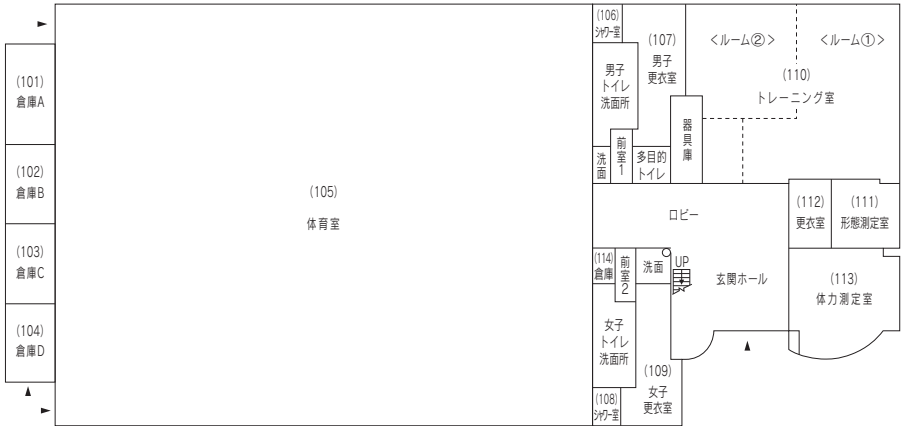 (101)
倉庫A
(102)
倉庫B
(103)
倉庫C
(104)
倉庫D
(105)
体育室
(106)
シャワー室
男子
トイレ
洗面所
(107)
男子
更衣室
洗面
前室1
多目的
トイレ
器具庫
<ルーム②>
<ルーム①>
(110)
トレーニング室
ロビー
(112)
更衣室
(111)
形態測定室
(114)
倉庫
前室2
洗面
UP
玄関ホール
(113)
体力測定室
女子
トイレ
洗面所
(109)
女子
更衣室
(108)
シャワー室